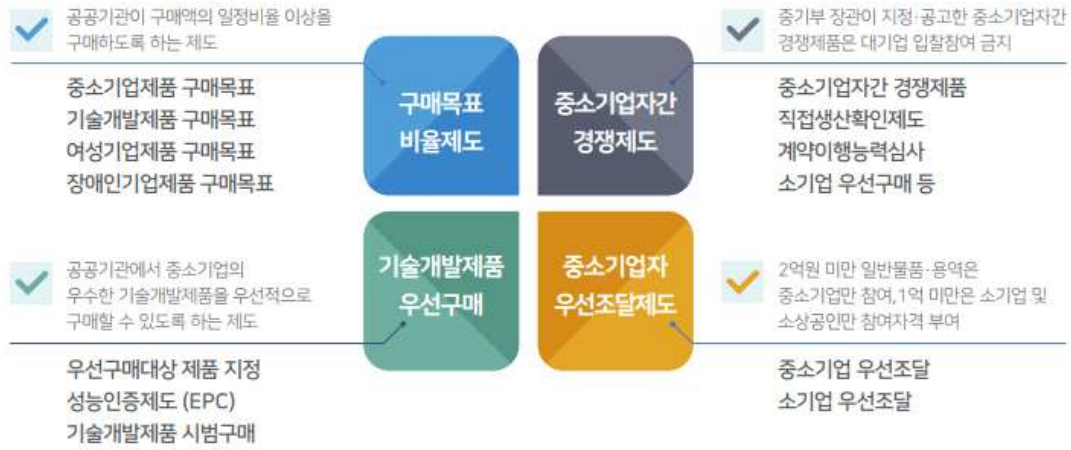 공공기관이 구매액의 일정비율 이상을
구매하도록 하는 제도
중소기업제품 구매목표
기술개발제품 구매목표
여성기업제품 구매목표
장애인기업제품 구매목표
구매목표
비율제도
중소기업자간
경쟁제도
중기부 장관이 지정·공고한 중소기업자간
경쟁제품은 대기업 입찰참여 금지
중소기업자간 경쟁제품
직접생산확인제도
계약이행능력심사
소기업 우선구매 등
공공기관에서 중소기업의
우수한 기술개발제품을 우선적으로
구매할 수 있도록 하는 제도
우선구매대상 제품 지정
성능인증제도 (EPC)
기술개발제품 시범구매
기술개발제품
우선구매
중소기업자
우선조달제도
2억원 미만 일반물품·용역은
중소기업만 참여,1억 미만은 소기업 및
소상공인만 참여자격 부여
중소기업 우선조달
소기업 우선조달